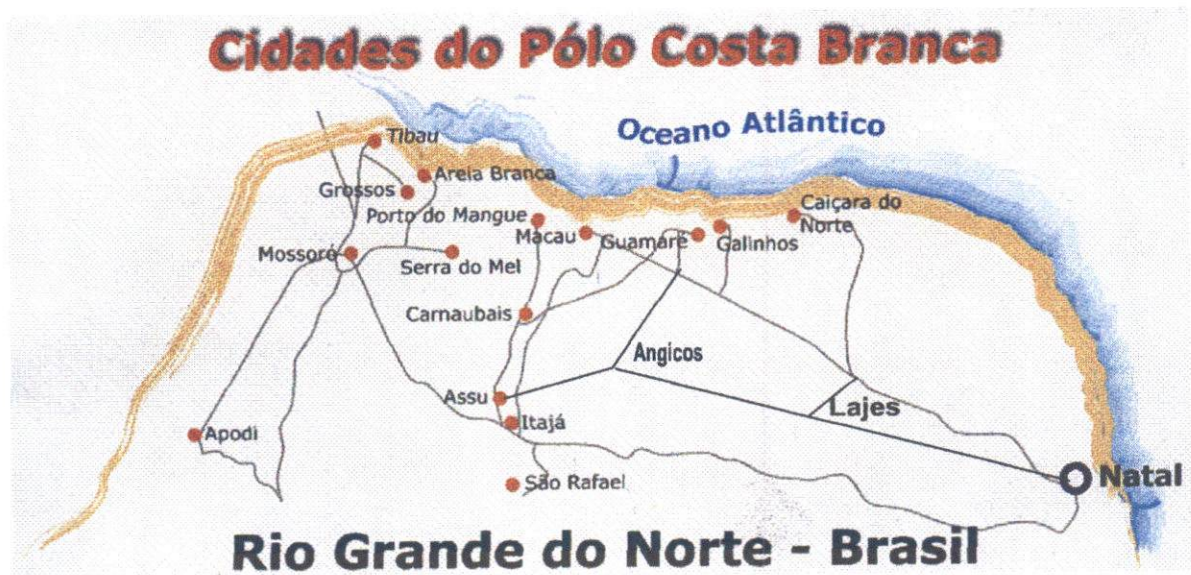 Cidades do Pólo Costa Branca
Oceano Atlântico
Tibau
Areia Branca
Grossos
Porto do Mangue
Caiçara do
Norte
Macau
Guamaré
Galinhos
Mossoró
Serra do Mel
Carnaubais
Angicos
Assu
Lajes
Itajá
Apodi
Natal
São Rafael
Rio Grande do Norte - Brasil